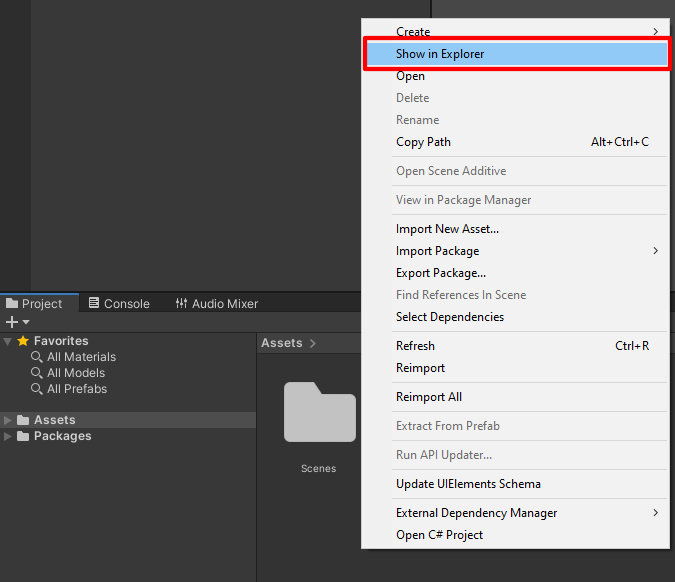 Create
Show in Explorer
Open
Delete
Rename
Copy Path Alt+Ctrl+C
Open Scene Additive
View in Package Manager
Import New Asset...
Import Package
Export Package...
Find References In Scene
Select Dependencies
Refresh Ctrl+R
Reimport
Reimport All
Extract From Prefab
Run API Updater...
Update UIElements Schema
External Dependency Manager
Open C# Project
Project Console Audio Mixer
Favorites
All Materials
All Models
All Prefabs
Assets
Packages
Assets
Scenes